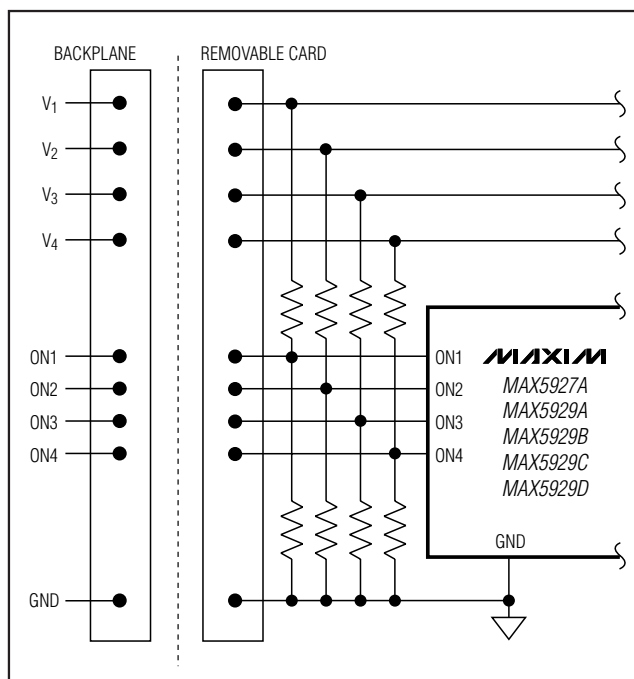 BACKPLANE REMOVABLE CARD
V1
V2
V3
V4
ON1 ON1 MAXIM
ON2 ON2 MAX5927A
ON3 ON3 MAX5929A
ON4 ON4 MAX5929B
MAX5929C
MAX5929D
GND
GND